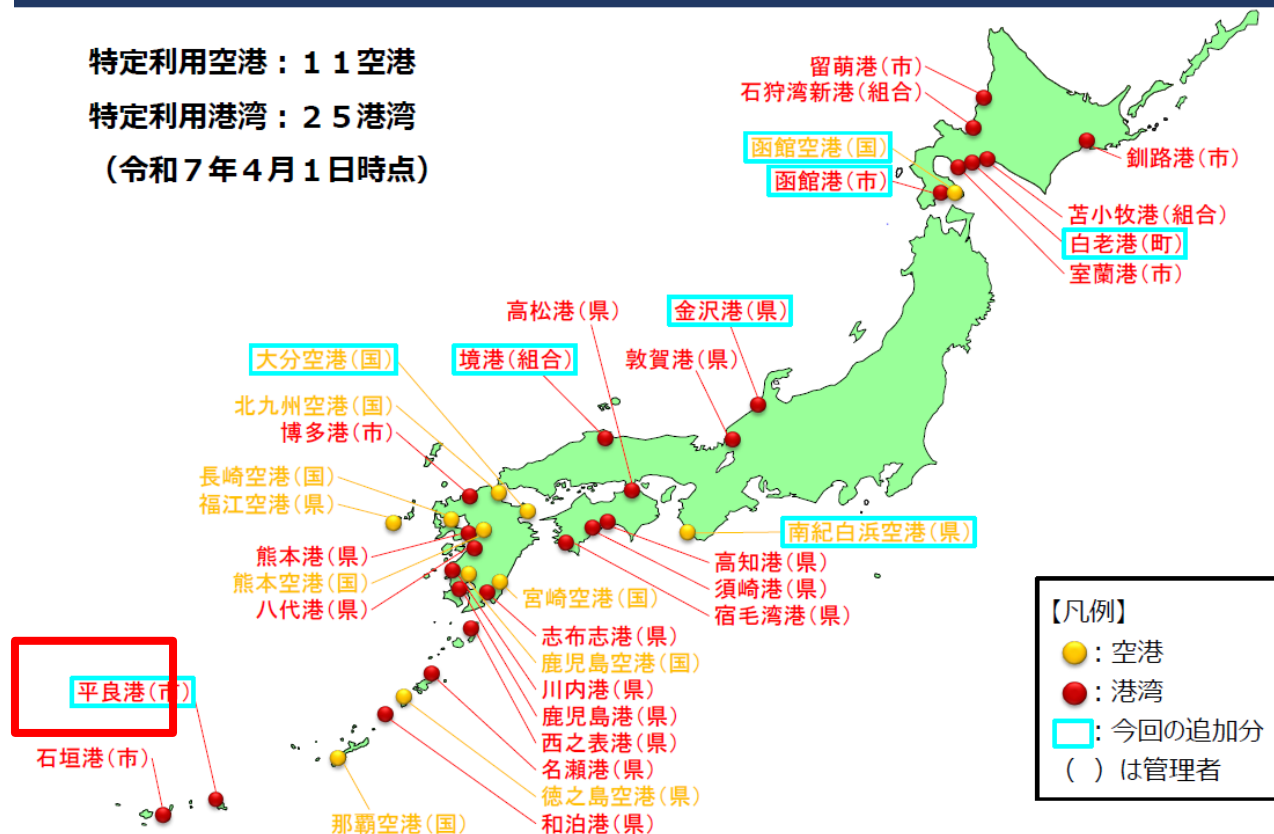 特定利用空港：１１空港
特定利用港湾：２５港湾
（令和７年４月１日時点）
留萌港(市)
石狩湾新港(組合)
函館空港(国)
函館港(市)
釧路港(市)
苫小牧港(組合)
白老港(町)
室蘭港(市)
高松港(県)
金沢港(県)
大分空港(国)
境港(組合)
敦賀港(県)
北九州空港(国)
博多港(市)
長崎空港(国)
福江空港(県)
南紀白浜空港(県)
熊本港(県)
熊本空港(国)
八代港(県)
高知港(県)
須崎港(県)
宿毛湾港(県)
宮崎空港(国)
志布志港(県)
鹿児島空港(国)
川内港(県)
鹿児島港(県)
西之表港(県)
名瀬港(県)
徳之島空港(県)
和泊港(県)
平良港(市)
石垣港(市)
那覇空港(国)
【凡例】
：空港
：港湾
：今回の追加分
（　）は管理者